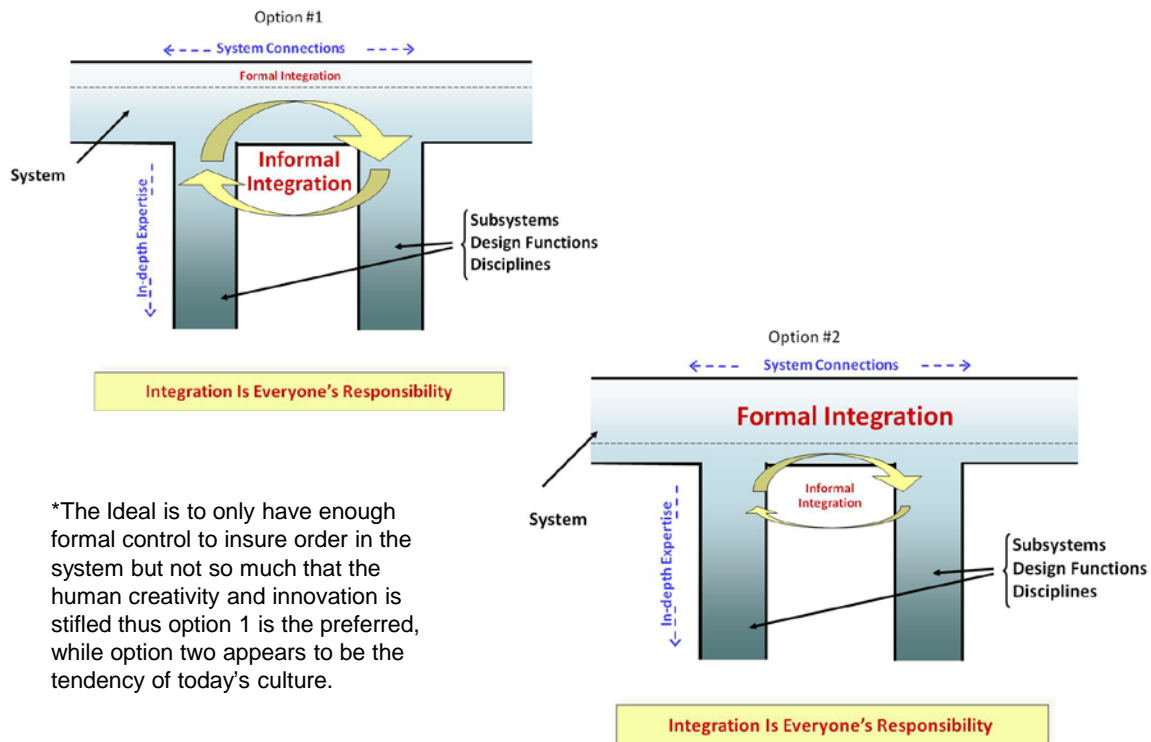 Option #1
System Connections
Formal Integration
System
Informal
Integration
In-depth Expertise
Subsystems
Design Functions
Disciplines
Integration Is Everyone's Responsibility
Option #2
System Connections
Formal Integration
Informal
Integration
System
In-depth Expertise
Subsystems
Design Functions
Disciplines
Integration Is Everyone's Responsibility
*The Ideal is to only have enough
formal control to insure order in the
system but not so much that the
human creativity and innovation is
stifled thus option 1 is the preferred,
while option two appears to be the
tendency of today's culture.